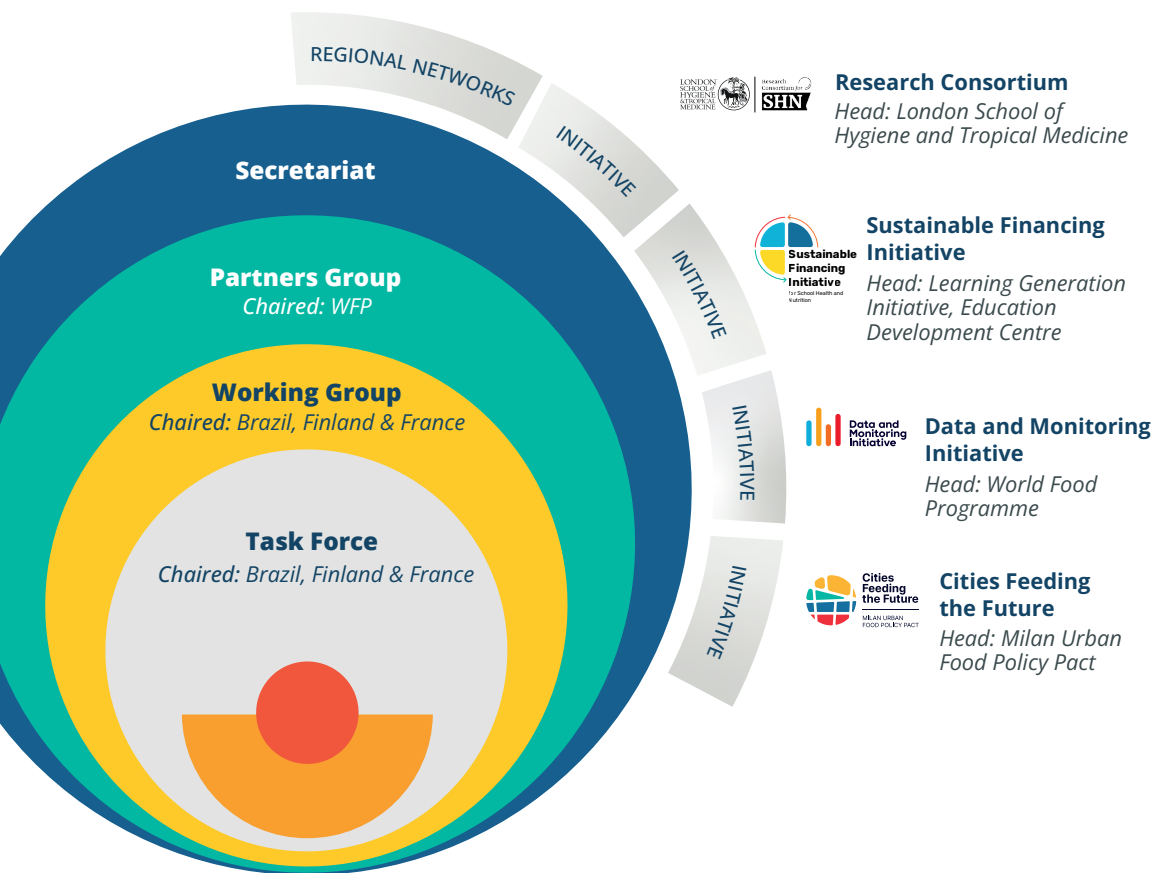 REGIONAL NETWORKS
INITIATIVE
INITIATIVE
INITIATIVE
INITIATIVE
Secretariat
Partners Group
Chaired: WFP
Working Group
Chaired: Brazil, Finland & France
Task Force
Chaired: Brazil, Finland & France
LONDON
SCHOOL of
HYGIENE
& TROPICAL
MEDICINE
Research
Consortium for
SHN
Research Consortium
Head: London School of
Hygiene and Tropical Medicine
Sustainable
Financing
Initiative
for School Health and
Nutrition
Sustainable Financing
Initiative
Head: Learning Generation
Initiative, Education
Development Centre
Data and
Monitoring
Initiative
Data and Monitoring
Initiative
Head: World Food
Programme
Cities
Feeding
the Future
MILAN URBAN
FOOD POLICY PACT
Cities Feeding
the Future
Head: Milan Urban
Food Policy Pact